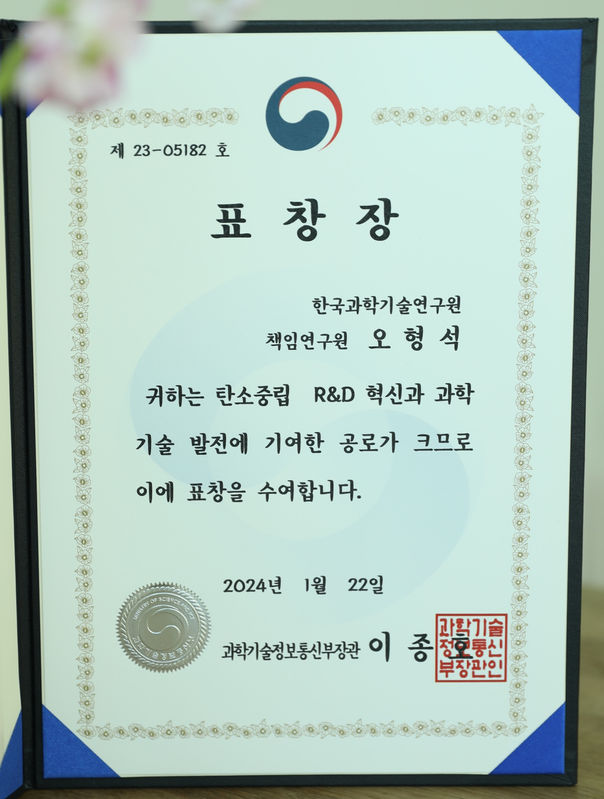 제 23-05182 호
표 창 장
한국과학기술연구원
책임연구원 오 형 석
귀하는 탄소중립 R&D 혁신과 과학
기술 발전에 기여한 공로가 크므로
이에 표창을 수여합니다.
2024년 1월 22일
과학기술정보통신부장관 이 종 호
과학기술
정보통신
부장관인